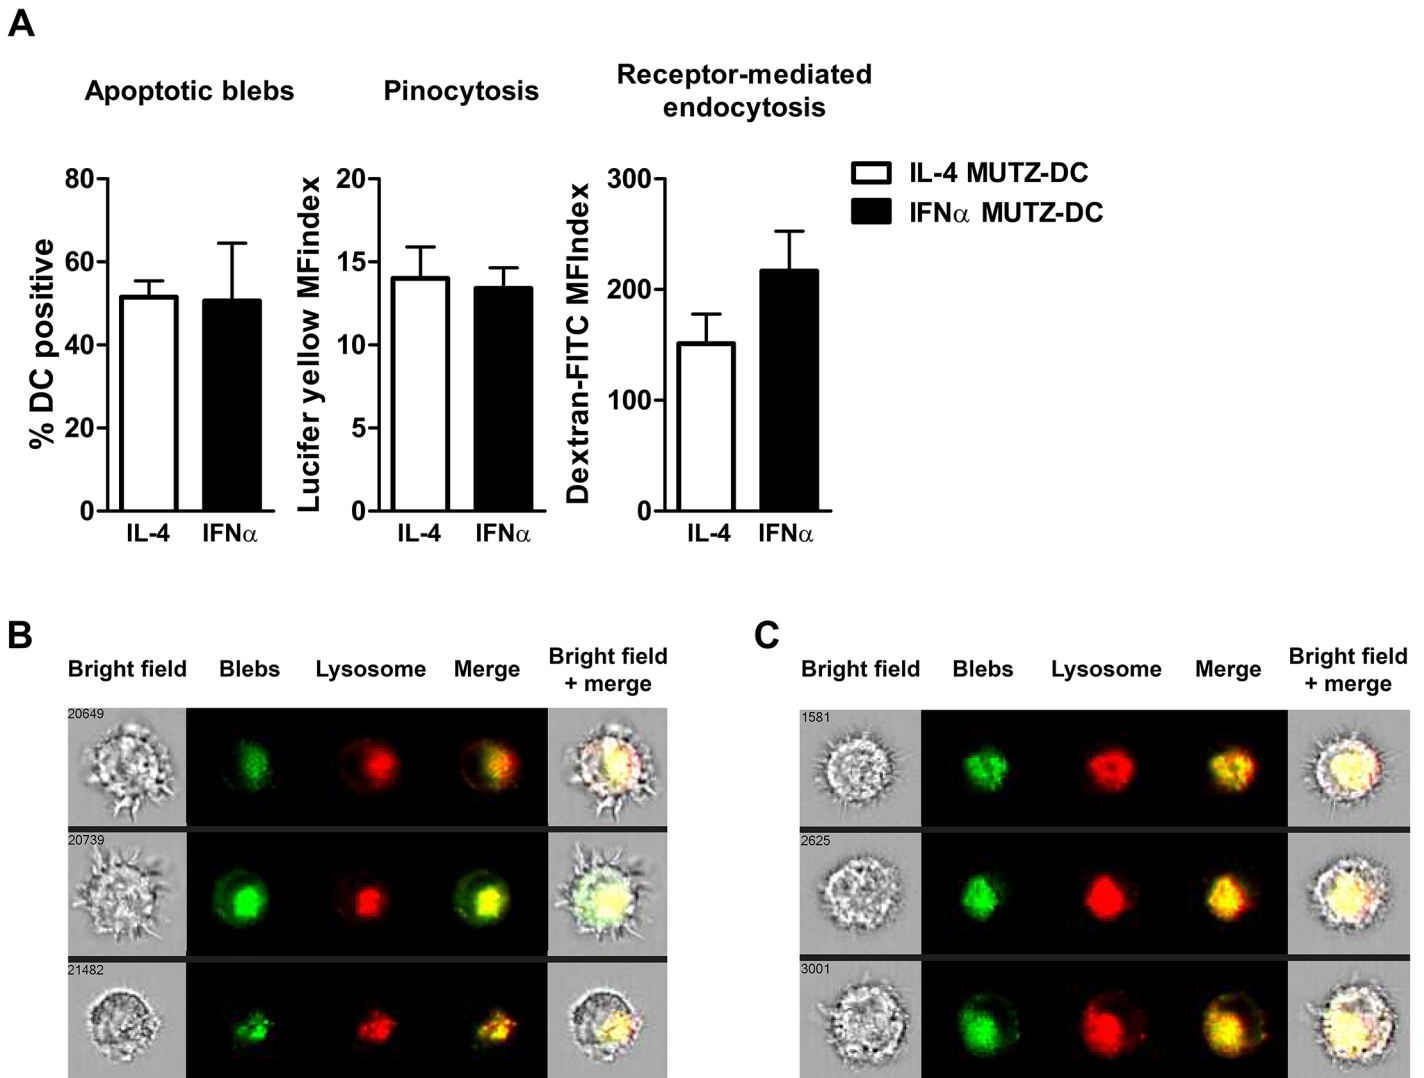 A
Apoptotic blebs
Pinocytosis
Receptor-mediated
endocytosis
% DC positive
80
60
40
20
0
IL-4
IFNα
Lucifer yellow MFindex
20
15
10
5
0
IL-4
IFNα
Dextran-FITC MFIndex
300
200
100
0
IL-4
IFNα
IL-4 MUTZ-DC
IFNα MUTZ-DC
B
Bright field
Blebs
Lysosome
Merge
Bright field
+ merge
20649
20739
21482
C
Bright field
Blebs
Lysosome
Merge
Bright field
+ merge
1581
2625
3001